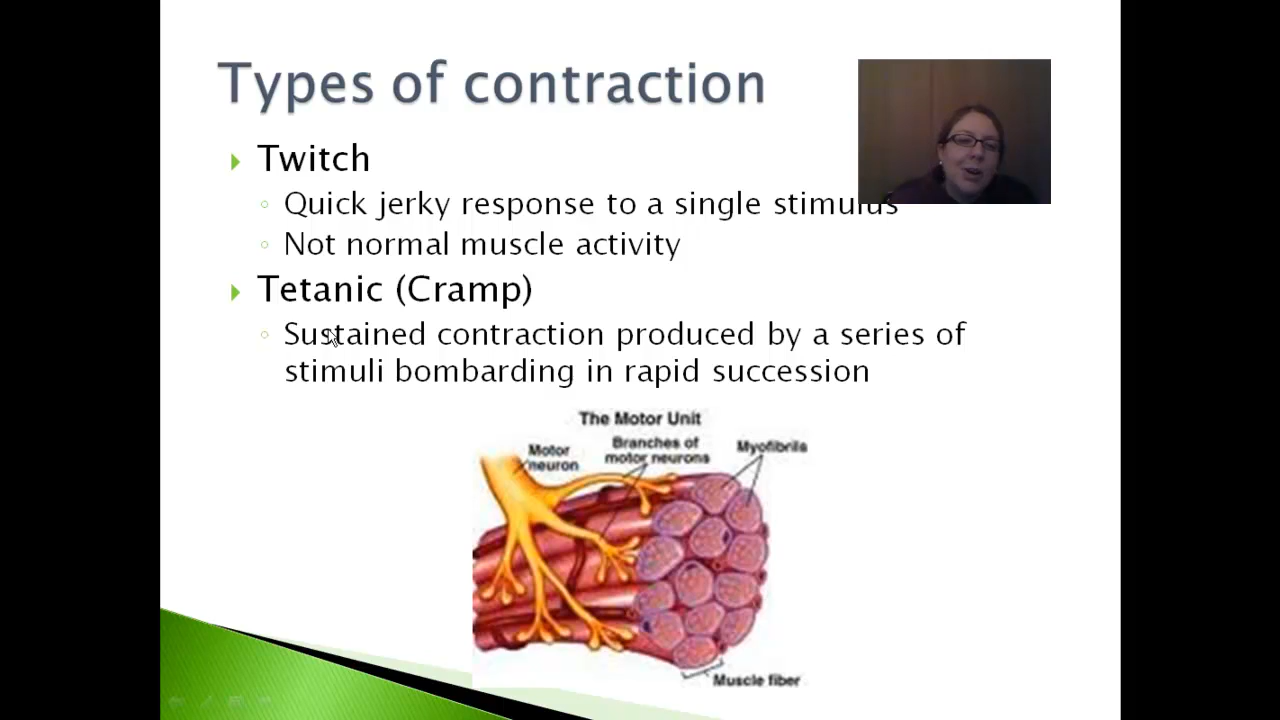 Types of contraction
Twitch
Quick jerky response to a single stimulus
Not normal muscle activity
Tetanic (Cramp)
Sustained contraction produced by a series of
stimuli bombarding in rapid succession
The Motor Unit
Motor
neuron
Branches of
motor neurons
Myofibrils
Muscle fiber